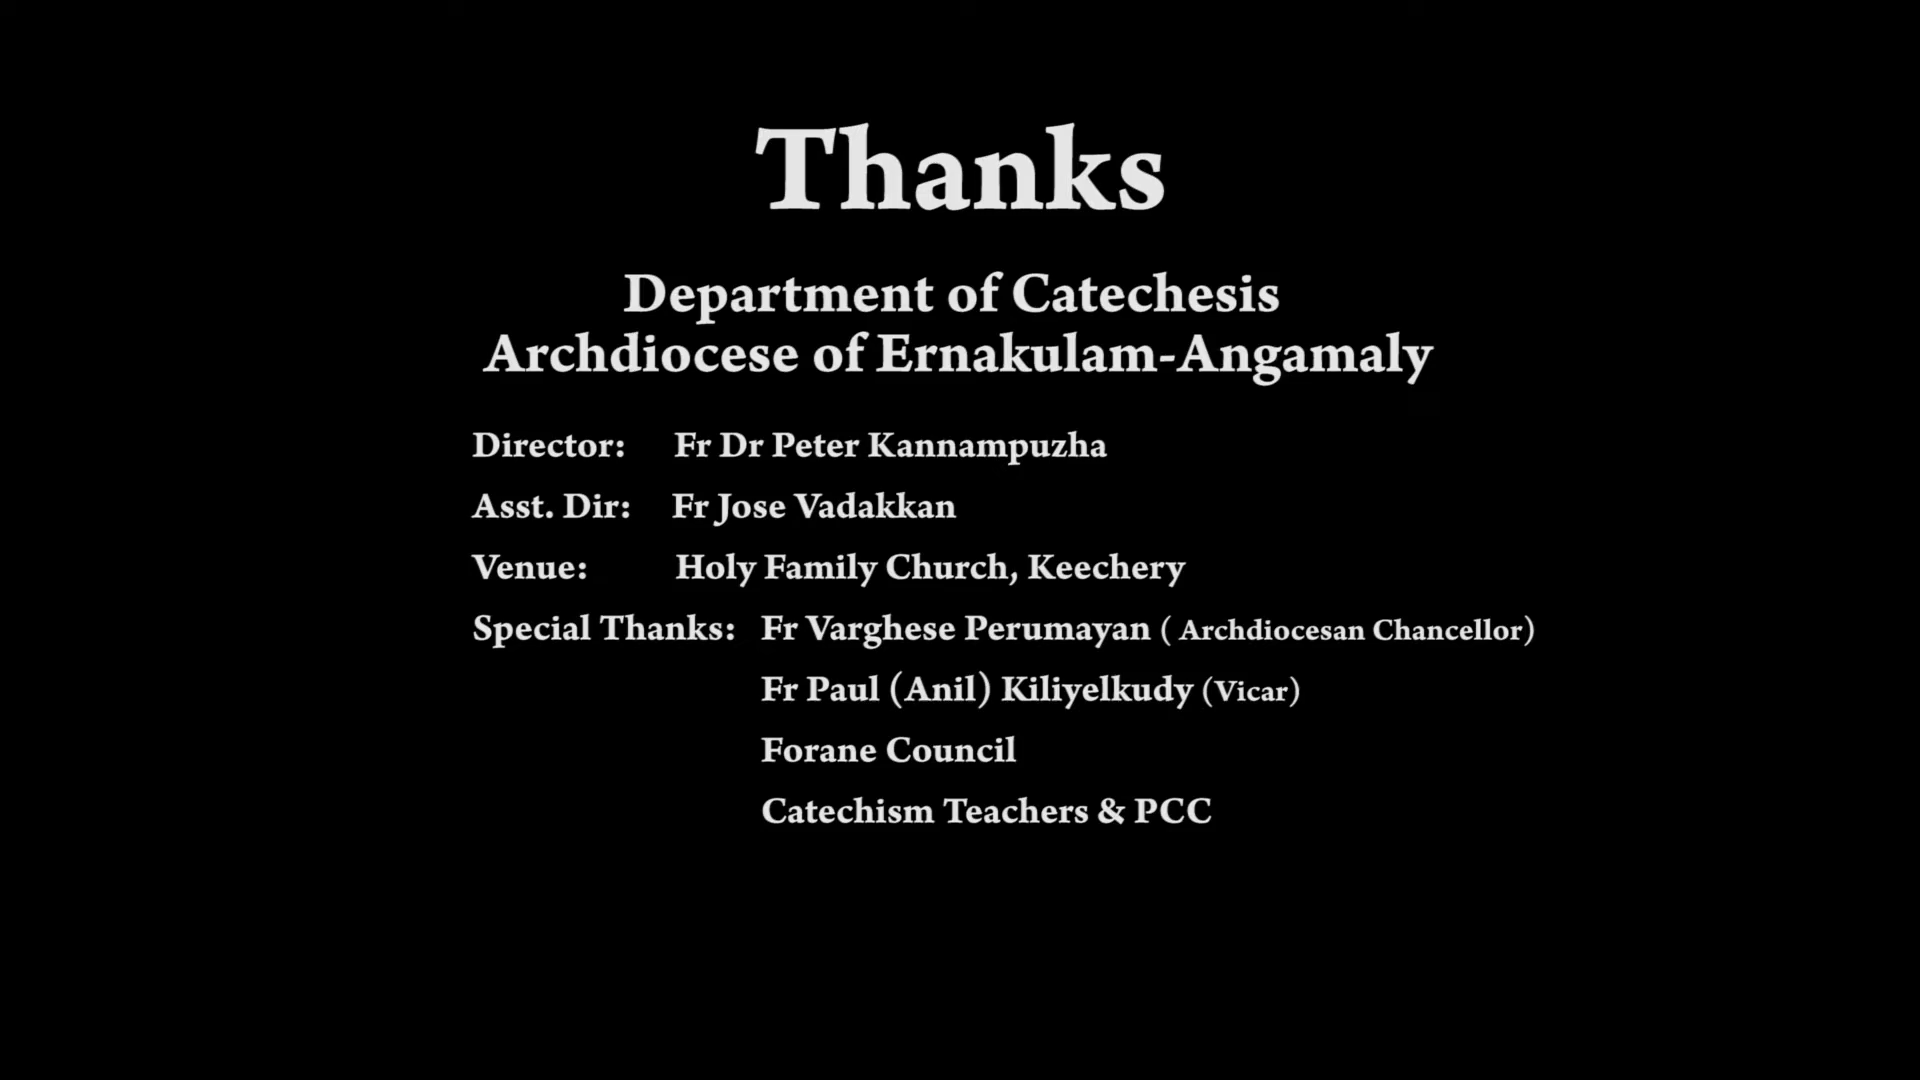 Thanks
Department of Catechesis
Archdiocese of Ernakulam-Angamaly
Director: Fr Dr Peter Kannampuzha
Asst. Dir: Fr Jose Vadakkan
Venue: Holy Family Church, Keechery
Special Thanks: Fr Varghese Perumayan ( Archdiocesan Chancellor)
Fr Paul (Anil) Kiliyelkudy (Vicar)
Forane Council
Catechism Teachers & PCC